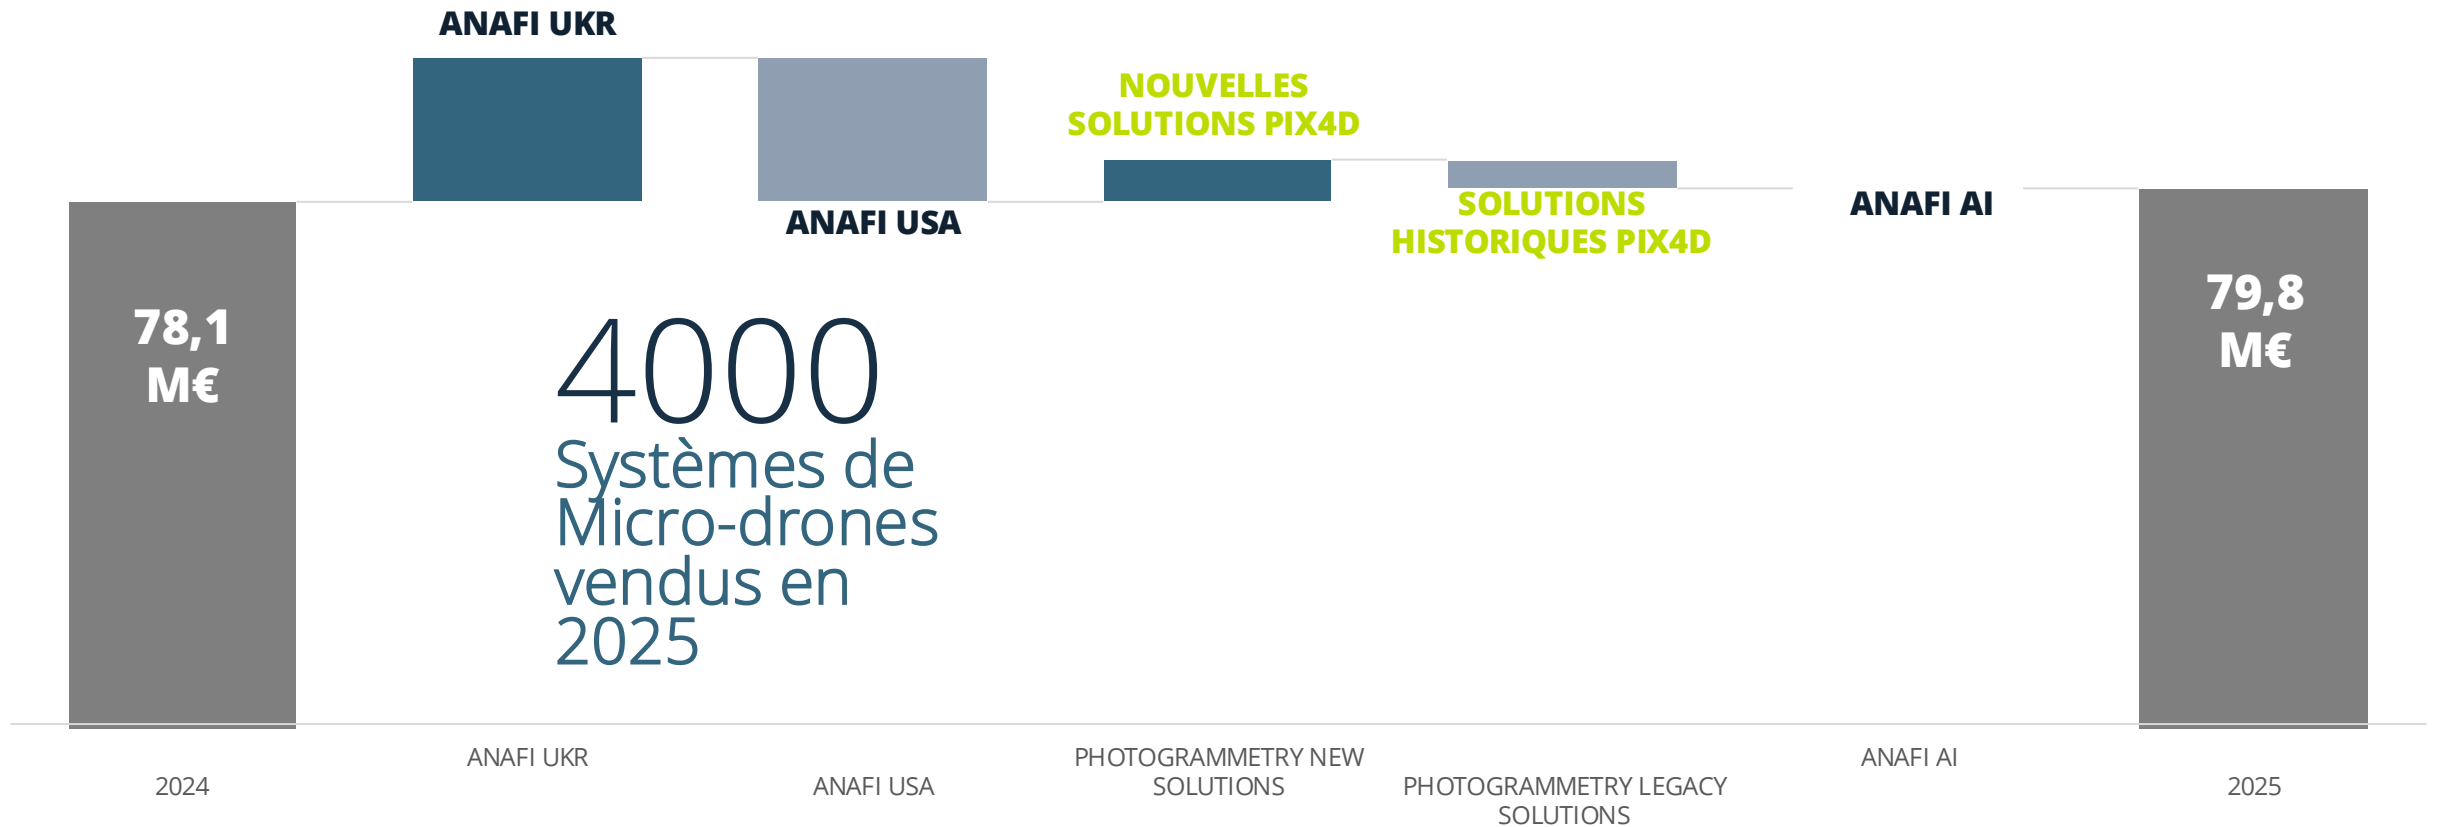 ANAFI UKR
NOUVELLES
SOLUTIONS PIX4D
ANAFI USA
SOLUTIONS
HISTORIQUES PIX4D
ANAFI AI
78,1
M€
79,8
M€
4000
Systèmes de
Micro-drones
vendus en
2025
2024
ANAFI UKR
ANAFI USA
PHOTOGRAMMETRY NEW
SOLUTIONS
PHOTOGRAMMETRY LEGACY
SOLUTIONS
ANAFI AI
2025